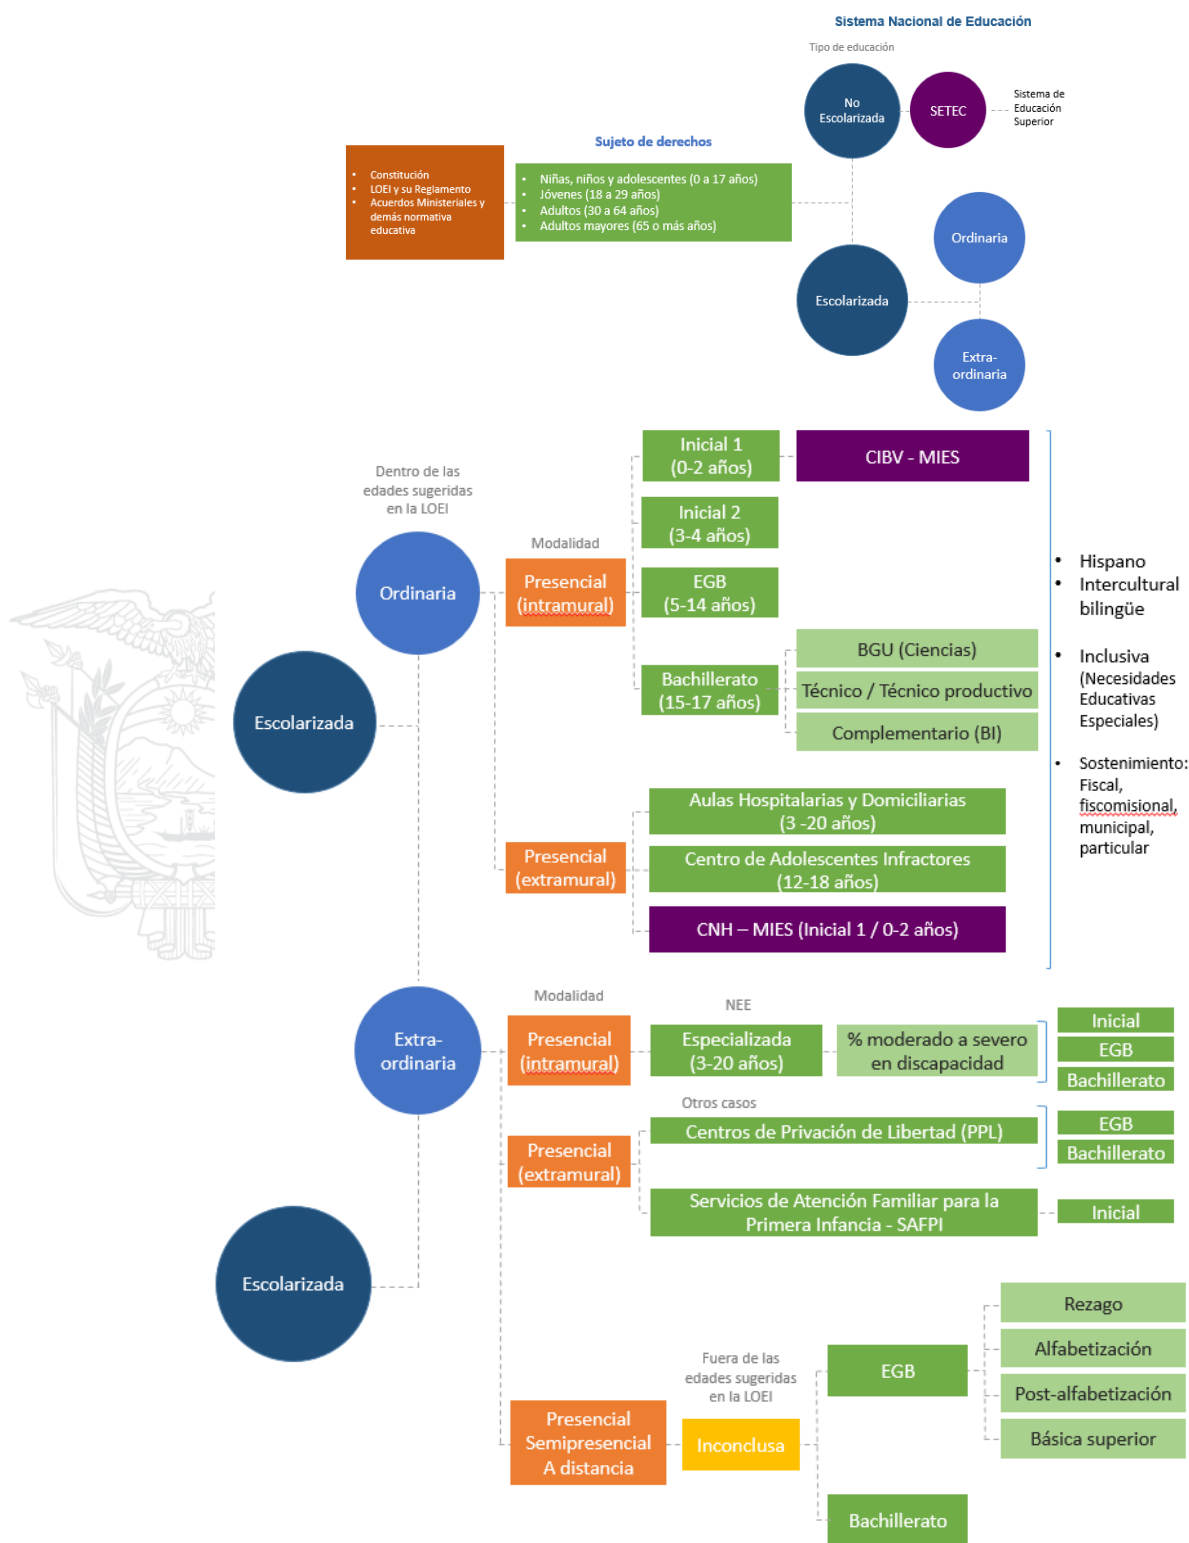 Sistema Nacional de Educación
Tipo de educación
No
Escolarizada
SETEC
Sistema de
Educación
Superior
Sujeto de derechos
• Constitución
• LOEI y su Reglamento
• Acuerdos Ministeriales y
demás normativa
educativa
• Niñas, niños y adolescentes (0 a 17 años)
• Jóvenes (18 a 29 años)
• Adultos (30 a 64 años)
• Adultos mayores (65 o más años)
Ordinaria
Escolarizada
Extra-
ordinaria
Dentro de las
edades sugeridas
en la LOEI
Ordinaria
Escolarizada
Modalidad
Presencial
(intramural)
Inicial 1
(0-2 años)
CIBV - MIES
Inicial 2
(3-4 años)
EGB
(5-14 años)
Bachillerato
(15-17 años)
BGU (Ciencias)
Técnico / Técnico productivo
Complementario (BI)
Presencial
(extramural)
Aulas Hospitalarias y Domiciliarias
(3 -20 años)
Centro de Adolescentes Infractores
(12-18 años)
CNH – MIES (Inicial 1 / 0-2 años)
• Hispano
• Intercultural
bilingüe
• Inclusiva
(Necesidades
Educativas
Especiales)
• Sostenimiento:
Fiscal,
fiscomisional,
municipal,
particular
Extra-
ordinaria
Escolarizada
Modalidad
Presencial
(intramural)
NEE
Especializada
(3-20 años)
% moderado a severo
en discapacidad
Inicial
EGB
Bachillerato
Presencial
(extramural)
Otros casos
Centros de Privación de Libertad (PPL)
EGB
Bachillerato
Servicios de Atención Familiar para la
Primera Infancia - SAFPI
Inicial
Presencial
Semipresencial
A distancia
Fuera de las
edades sugeridas
en la LOEI
Inconclusa
EGB
Rezago
Alfabetización
Post-alfabetización
Básica superior
Bachillerato